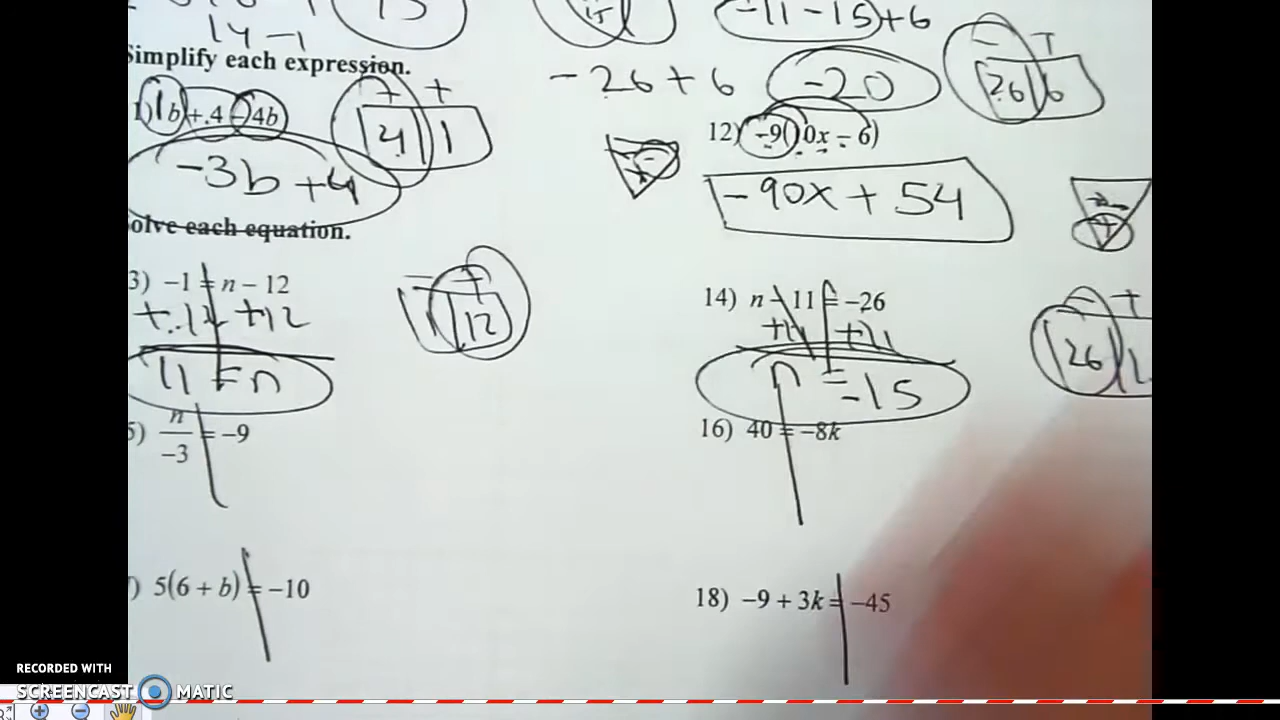 14 - 1
15
15
-11 - 15) + 6
Simplify each expression.
-26 + 6
-20
- +
26 6
1b + 4 - 4b
+ +
4 1
12) -9(10x - 6)
-3b + 4
-90x + 54
Solve each equation.
3) -1 = n - 12
+12 +12
11 = n
- +
1 12
14) n - 11 = -26
+11 +11
n = -15
- +
26
5) n/-3 = -9
16) 40 = -8k
) 5(6 + b) = -10
18) -9 + 3k = -45
RECORDED WITH
SCREENCAST MATIC